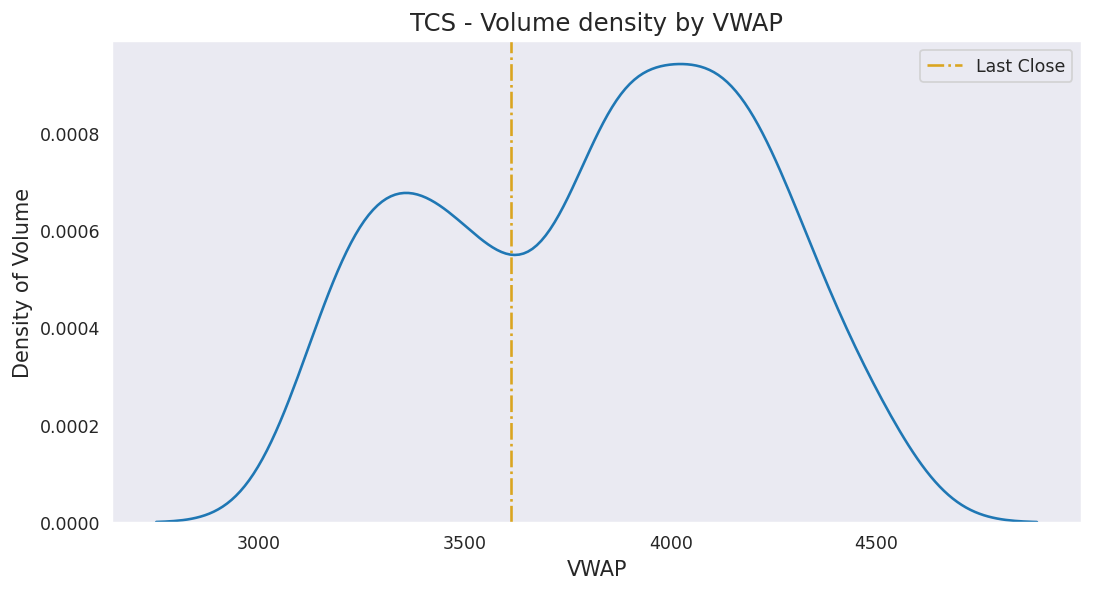 TCS - Volume density by VWAP
Last Close
Density of Volume
0.0008
0.0006
0.0004
0.0002
0.0000
3000
3500
4000
4500
VWAP